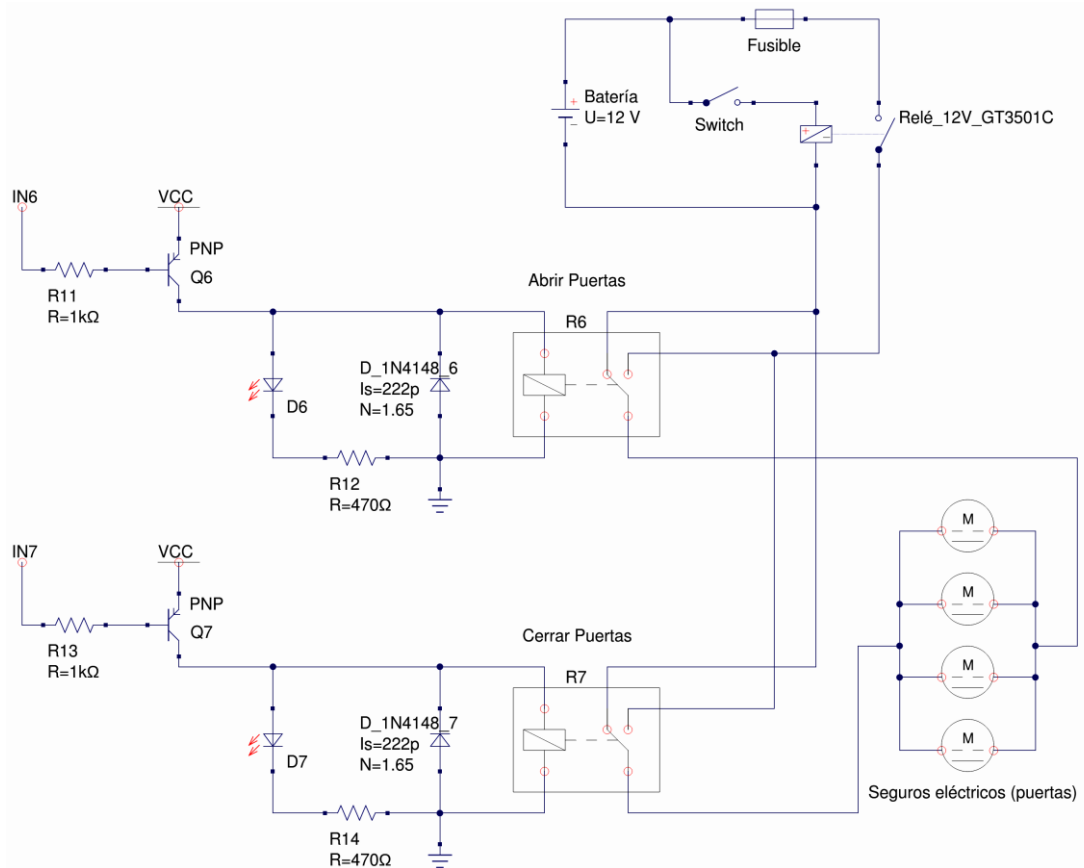 Fusible
Batería
U=12 V
Switch
Relé_12V_GT3501C
+
−
+
−
IN6
VCC
PNP
Q6
R11
R=1kΩ
Abrir Puertas
R6
D_1N4148_6
Is=222p
N=1.65
D6
R12
R=470Ω
IN7
VCC
PNP
Q7
R13
R=1kΩ
Cerrar Puertas
R7
D_1N4148_7
Is=222p
N=1.65
D7
R14
R=470Ω
M
M
M
M
Seguros eléctricos (puertas)